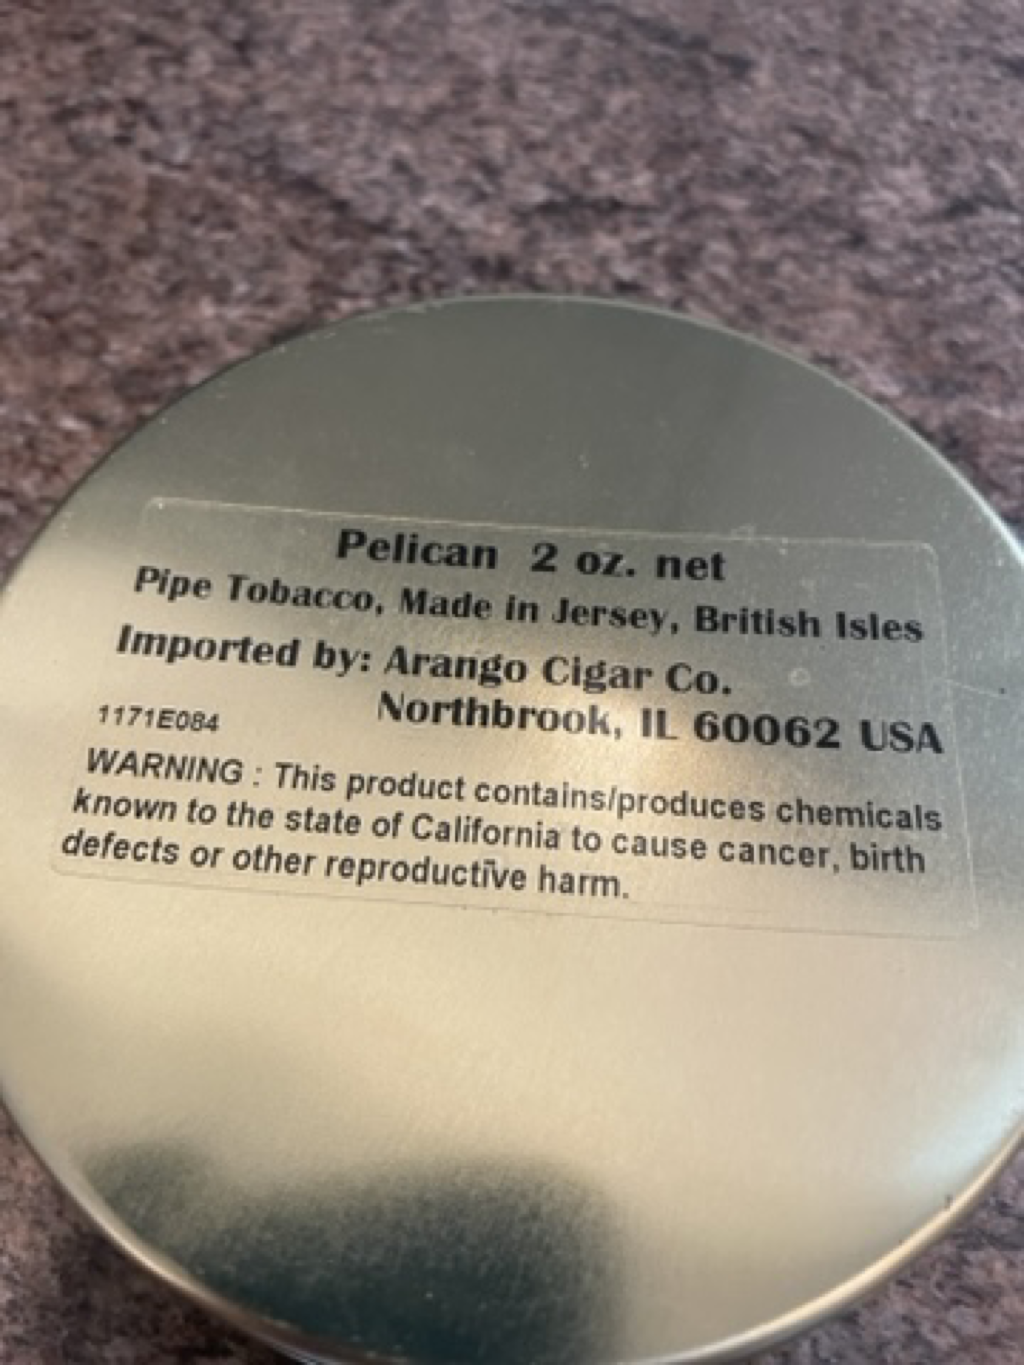 Pelican 2 oz. net
Pipe Tobacco, Made in Jersey, British Isles
Imported by: Arango Cigar Co.
Northbrook, IL 60062 USA
1171E084
WARNING : This product contains/produces chemicals
known to the state of California to cause cancer, birth
defects or other reproductive harm.